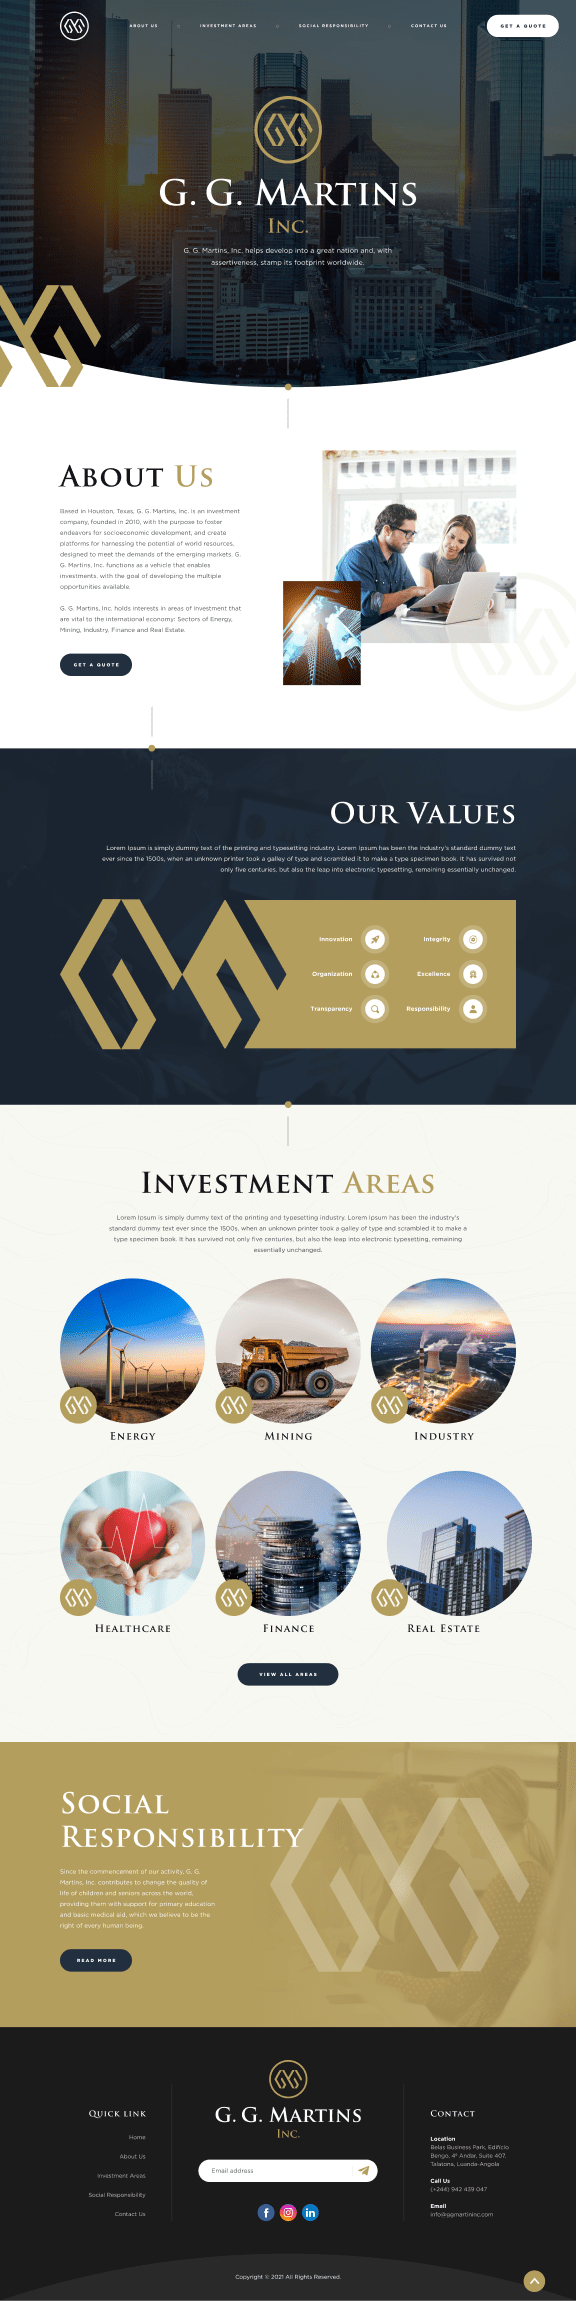 ABOUT US
INVESTMENT AREAS
SOCIAL RESPONSIBILITY
CONTACT US
GET A QUOTE
G. G. MARTINS
INC.
G. G. Martins, Inc. helps develop into a great nation and, with
assertiveness, stamp its footprint worldwide.
ABOUT US
Based in Houston, Texas, G. G. Martins, Inc. is an investment
company, founded in 2010, with the purpose to foster
endeavors for socioeconomic development, and create
platforms for harnessing the potential of world resources,
designed to meet the demands of the emerging markets. G.
G. Martins, Inc. functions as a vehicle that enables
investments, with the goal of developing the multiple
opportunities available.
G. G. Martins, Inc. holds interests in areas of investment that
are vital to the international economy: Sectors of Energy,
Mining, Industry, Finance and Real Estate.
GET A QUOTE
OUR VALUES
Lorem Ipsum is simply dummy text of the printing and typesetting industry. Lorem Ipsum has been the industry's standard dummy text
ever since the 1500s, when an unknown printer took a galley of type and scrambled it to make a type specimen book. It has survived not
only five centuries, but also the leap into electronic typesetting, remaining essentially unchanged.
Innovation
Integrity
Organization
Excellence
Transparency
Responsibility
INVESTMENT AREAS
Lorem Ipsum is simply dummy text of the printing and typesetting industry. Lorem Ipsum has been the industry's
standard dummy text ever since the 1500s, when an unknown printer took a galley of type and scrambled it to make a
type specimen book. It has survived not only five centuries, but also the leap into electronic typesetting, remaining
essentially unchanged.
ENERGY
MINING
INDUSTRY
HEALTHCARE
FINANCE
REAL ESTATE
VIEW ALL AREAS
SOCIAL
RESPONSIBILITY
Since the commencement of our activity, G. G.
Martins, Inc. contributes to change the quality of
life of children and seniors across the world,
providing them with support for primary education
and basic medical aid, which we believe to be the
right of every human being.
READ MORE
QUICK LINK
Home
About Us
Investment Areas
Social Responsibility
Contact Us
G. G. MARTINS
INC.
Email address
CONTACT
Location
Belas Business Park, Edifício
Bengo, 4º Andar, Suite 407,
Talatona, Luanda-Angola
Call Us
(+244) 942 439 047
Email
info@ggmartininc.com
Copyright © 2021 All Rights Reserved.